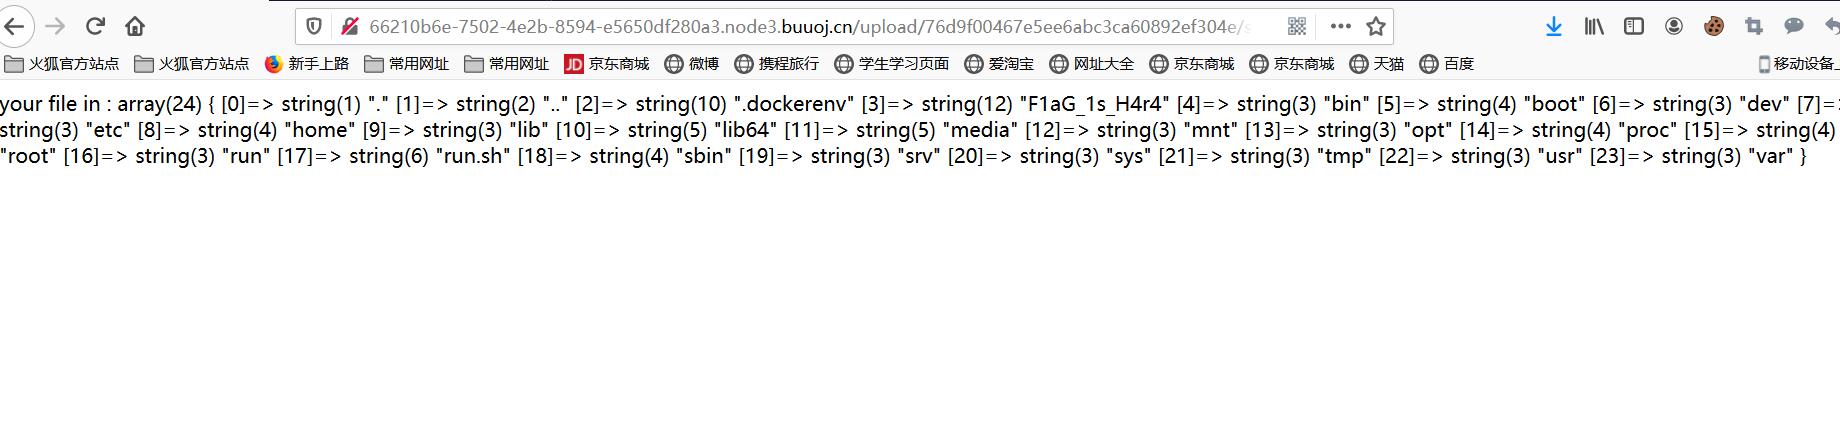 66210b6e-7502-4e2b-8594-e5650df280a3.node3.buuoj.cn/upload/76d9f00467e5ee6abc3ca60892ef304e/s
火狐官方站点 火狐官方站点 新手上路 常用网址 常用网址 JD 京东商城 微博 携程旅行 学生学习页面 爱淘宝 网址大全 京东商城 京东商城 天猫 百度 移动设备上
your file in : array(24) { [0]=> string(1) "." [1]=> string(2) ".." [2]=> string(10) ".dockerenv" [3]=> string(12) "F1aG_1s_H4r4" [4]=> string(3) "bin" [5]=> string(4) "boot" [6]=> string(3) "dev" [7]=>
string(3) "etc" [8]=> string(4) "home" [9]=> string(3) "lib" [10]=> string(5) "lib64" [11]=> string(5) "media" [12]=> string(3) "mnt" [13]=> string(3) "opt" [14]=> string(4) "proc" [15]=> string(4)
"root" [16]=> string(3) "run" [17]=> string(6) "run.sh" [18]=> string(4) "sbin" [19]=> string(3) "srv" [20]=> string(3) "sys" [21]=> string(3) "tmp" [22]=> string(3) "usr" [23]=> string(3) "var" }